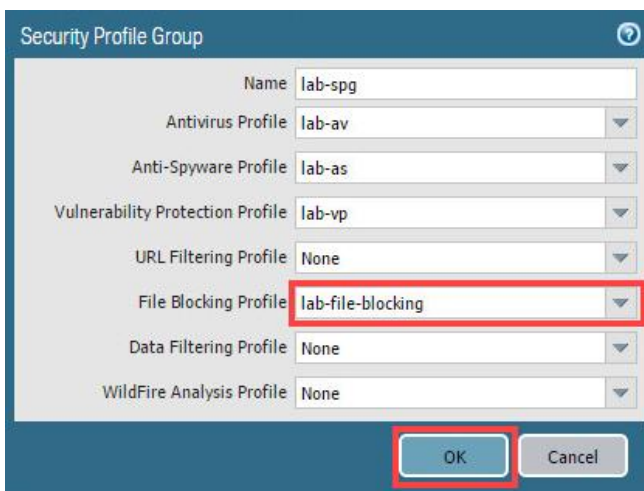 Security Profile Group
Name lab-spg
Antivirus Profile lab-av
Anti-Spyware Profile lab-as
Vulnerability Protection Profile lab-vp
URL Filtering Profile None
File Blocking Profile lab-file-blocking
Data Filtering Profile None
WildFire Analysis Profile None
OK Cancel